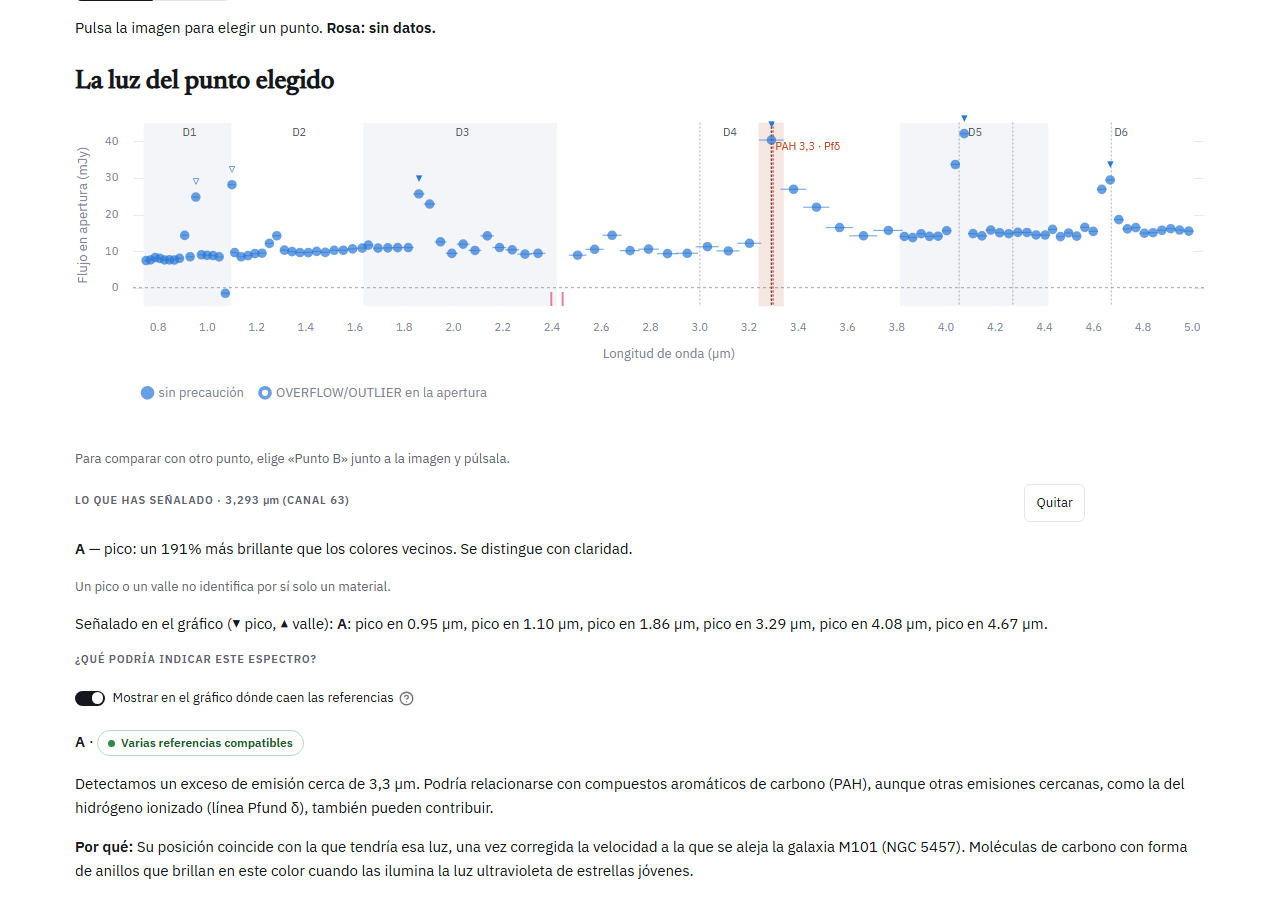 Pulsa la imagen para elegir un punto. Rosa: sin datos.
La luz del punto elegido
D1
D2
D3
D4
D5
D6
PAH 3,3 · Pfδ
40
30
20
10
0
Flujo en apertura (mJy)
0.8 1.0 1.2 1.4 1.6 1.8 2.0 2.2 2.4 2.6 2.8 3.0 3.2 3.4 3.6 3.8 4.0 4.2 4.4 4.6 4.8 5.0
Longitud de onda (μm)
sin precaución
OVERFLOW/OUTLIER en la apertura
Para comparar con otro punto, elige «Punto B» junto a la imagen y púlsala.
LO QUE HAS SEÑALADO · 3,293 μm (CANAL 63)
Quitar
A — pico: un 191% más brillante que los colores vecinos. Se distingue con claridad.
Un pico o un valle no identifica por sí solo un material.
Señalado en el gráfico (▼ pico, ▲ valle): A: pico en 0.95 μm, pico en 1.10 μm, pico en 1.86 μm, pico en 3.29 μm, pico en 4.08 μm, pico en 4.67 μm.
¿QUÉ PODRÍA INDICAR ESTE ESPECTRO?
Mostrar en el gráfico dónde caen las referencias ?
A · Varias referencias compatibles
Detectamos un exceso de emisión cerca de 3,3 μm. Podría relacionarse con compuestos aromáticos de carbono (PAH), aunque otras emisiones cercanas, como la del
hidrógeno ionizado (línea Pfund δ), también pueden contribuir.
Por qué: Su posición coincide con la que tendría esa luz, una vez corregida la velocidad a la que se aleja la galaxia M101 (NGC 5457). Moléculas de carbono con forma
de anillos que brillan en este color cuando las ilumina la luz ultravioleta de estrellas jóvenes.